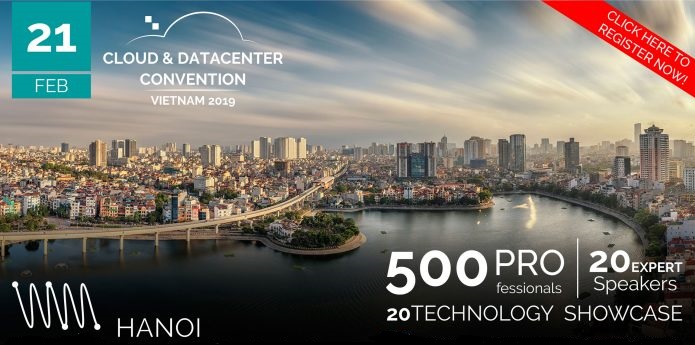 21
FEB
CLOUD & DATACENTER
CONVENTION
VIETNAM 2019
CLICK HERE TO
REGISTER NOW!
500 PRO
fessionals
20 EXPERT
Speakers
20 TECHNOLOGY SHOWCASE
HANOI